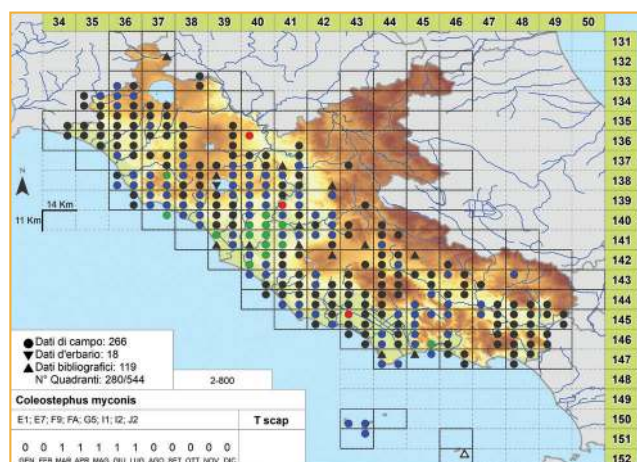 34 35 36 37 38 39 40 41 42 43 44 45 46 47 48 49 50
131
132
133
134
135
136
137
138
139
140
141
142
143
144
145
146
147
148
149
150
151
152
N
14 Km
11 Km
Dati di campo: 266
Dati d'erbario: 18
Dati bibliografici: 119
N° Quadranti: 280/544
2-800
Coleostephus myconis
E1; E7; F9; FA; G5; I1; I2; J2
T scap
0 0 1 1 1 1 1 0 0 0 0 0
GEN FEB MAR APR MAG GIU LUG AGO SET OTT NOV DIC